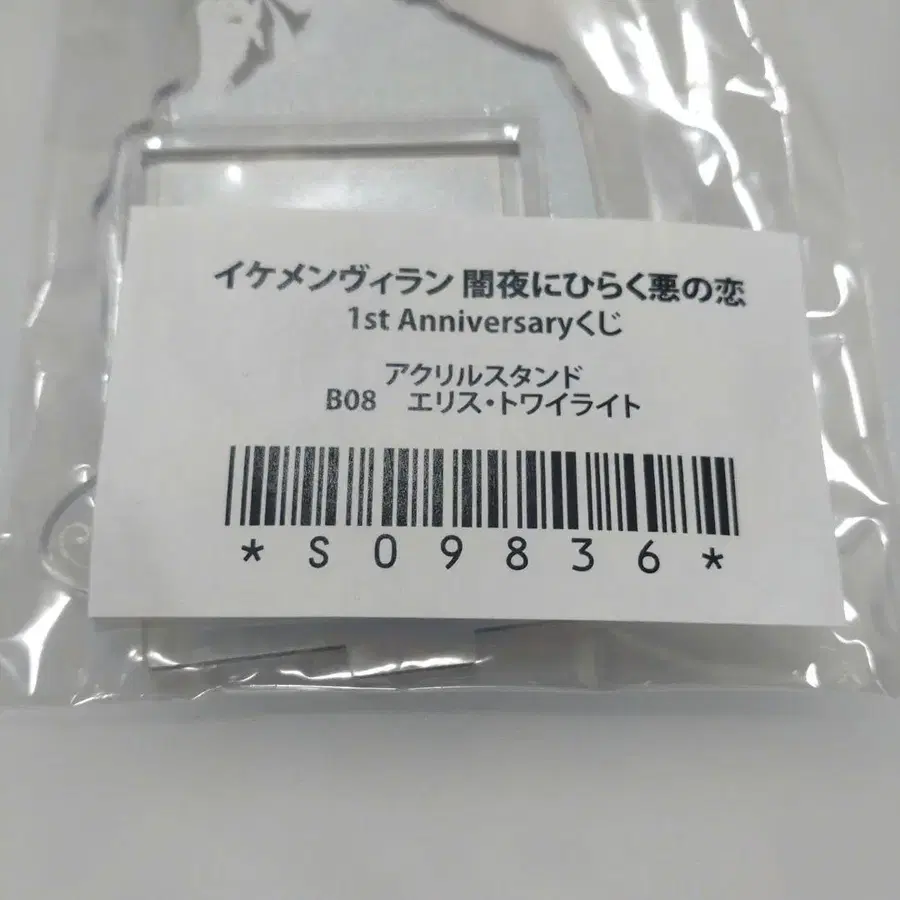 イケメンヴィラン 闇夜にひらく悪の恋
1st Anniversaryくじ
アクリルスタンド
B08　エリス・トワイライト
*S09836*